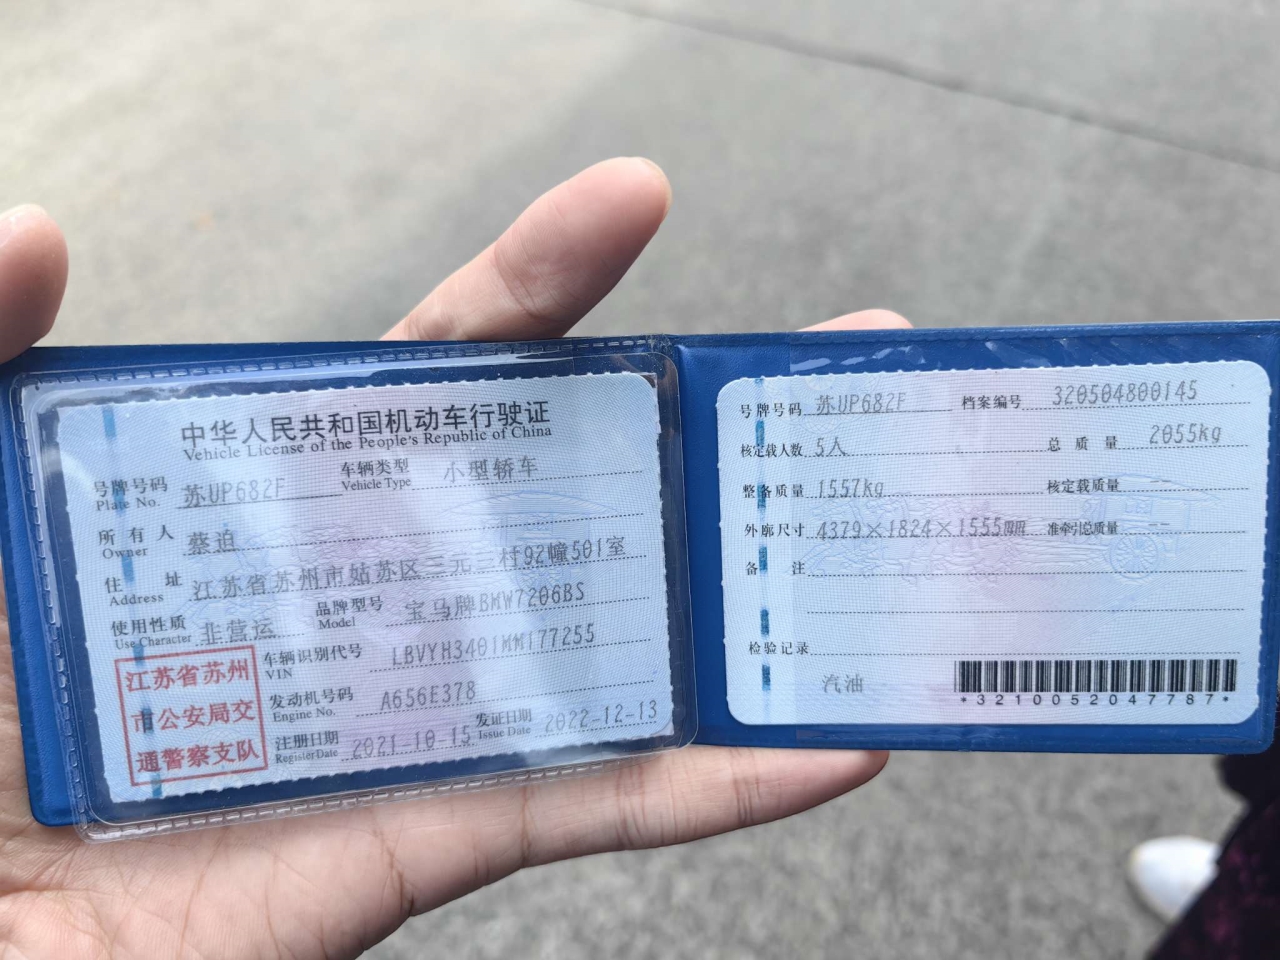 中华人民共和国机动车行驶证
Vehicle License of the People's Republic of China
号牌号码 苏UP682F 车辆类型 小型轿车
Plate No. Vehicle Type
所有人 蔡迫
Owner
住址 江苏省苏州市姑苏区三元二村92幢501室
Address
使用性质 非营运 品牌型号 宝马牌BMW7206BS
Use Character Model
车辆识别代号 LBVYH3401MM177255
VIN
发动机号码 A656E378
Engine No.
注册日期 2021-10-15 发证日期 2022-12-13
Register Date Issue Date
江苏省苏州
市公安局交
通警察支队
号牌号码 苏UP682F 档案编号 320504800145
核定载人数 5人 总质量 2055kg
整备质量 1557kg 核定载质量 --
外廓尺寸 4379×1824×1555mm 准牵引总质量 --
备注
检验记录
汽油
*3210052047787*